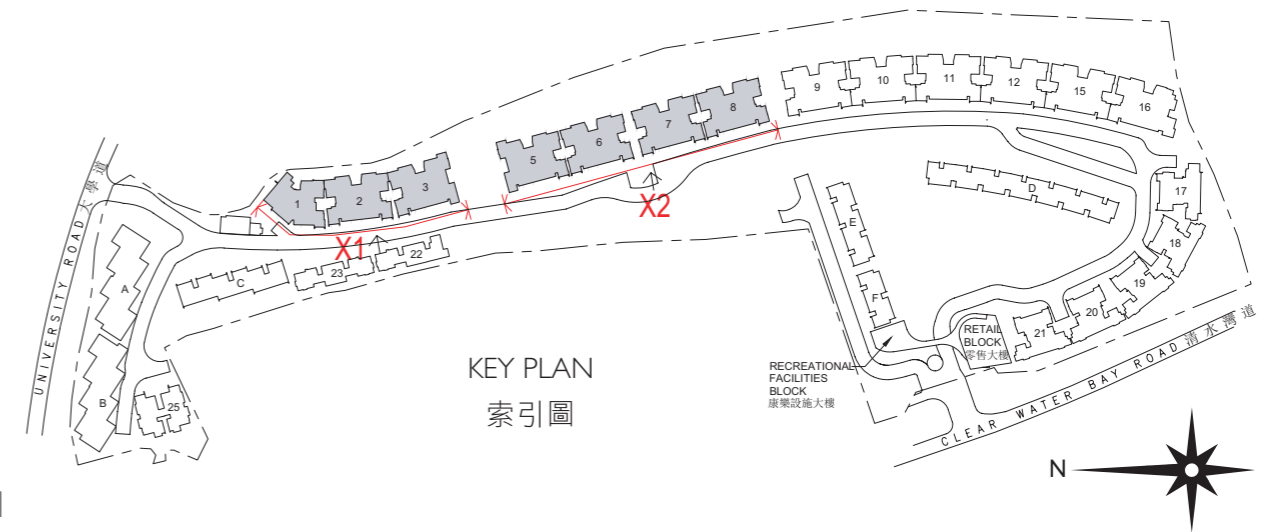 9
10
11
12
15
16
8
7
6
5
3
2
1
X2
X1
UNIVERSITY ROAD 大學道
A
B
C
23
22
25
D
E
F
17
18
19
20
21
RETAIL
BLOCK
零售大樓
RECREATIONAL
FACILITIES
BLOCK
康樂設施大樓
CLEAR WATER BAY ROAD 清水灣道
KEY PLAN
索引圖
N